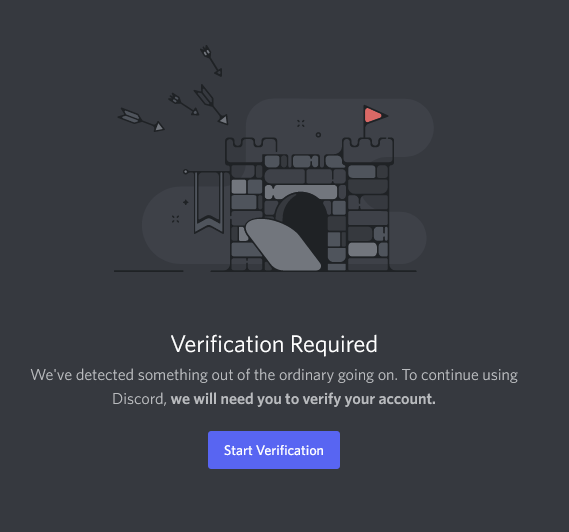 Verification Required
We've detected something out of the ordinary going on. To continue using
Discord, we will need you to verify your account.
Start Verification